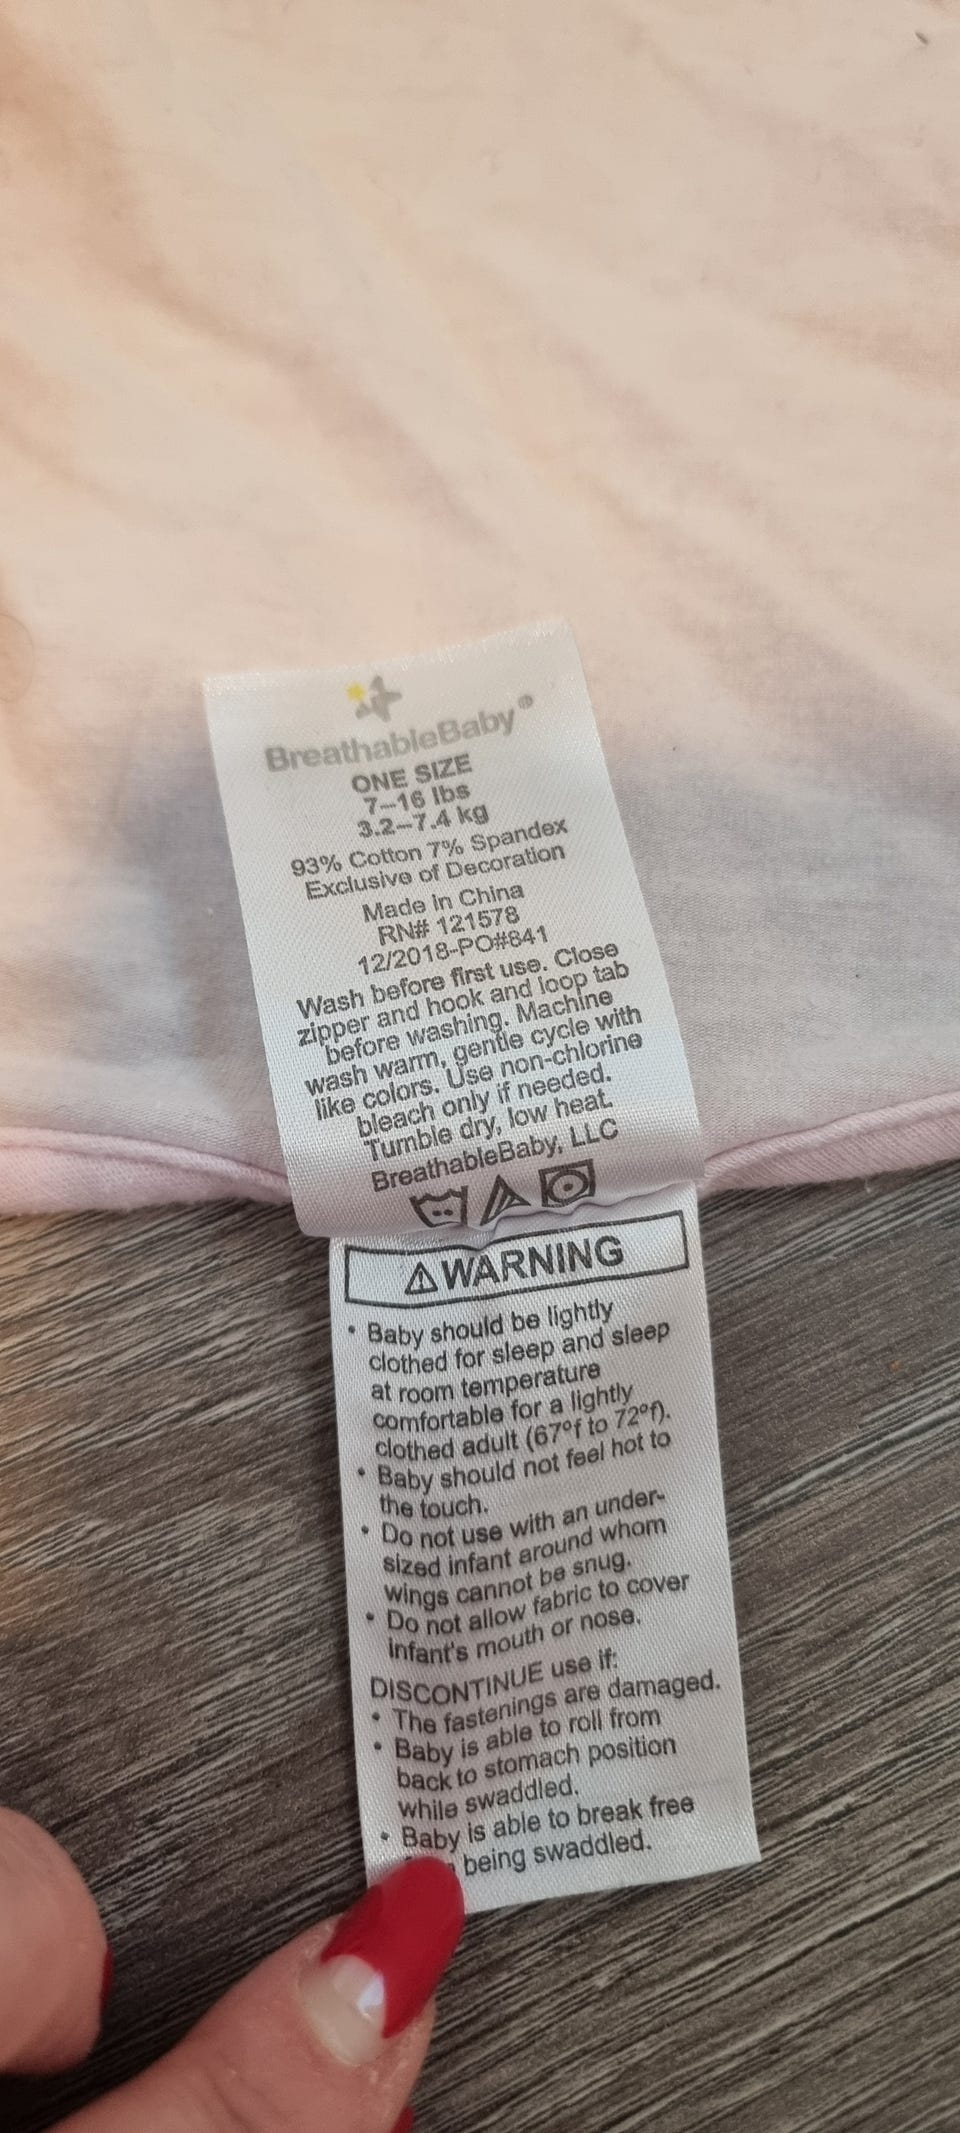 BreathableBaby®
ONE SIZE
7–16 lbs
3.2–7.4 kg
93% Cotton 7% Spandex
Exclusive of Decoration
Made in China
RN# 121578
12/2018-PO#841
Wash before first use. Close
zipper and hook and loop tab
before washing. Machine
wash warm, gentle cycle with
like colors. Use non-chlorine
bleach only if needed.
Tumble dry, low heat.
BreathableBaby, LLC
⚠WARNING
• Baby should be lightly
clothed for sleep and sleep
at room temperature
comfortable for a lightly
clothed adult (67ºf to 72ºf).
• Baby should not feel hot to
the touch.
• Do not use with an under-
sized infant around whom
wings cannot be snug.
• Do not allow fabric to cover
infant's mouth or nose.
DISCONTINUE use if:
• The fastenings are damaged.
• Baby is able to roll from
back to stomach position
while swaddled.
• Baby is able to break free
being swaddled.